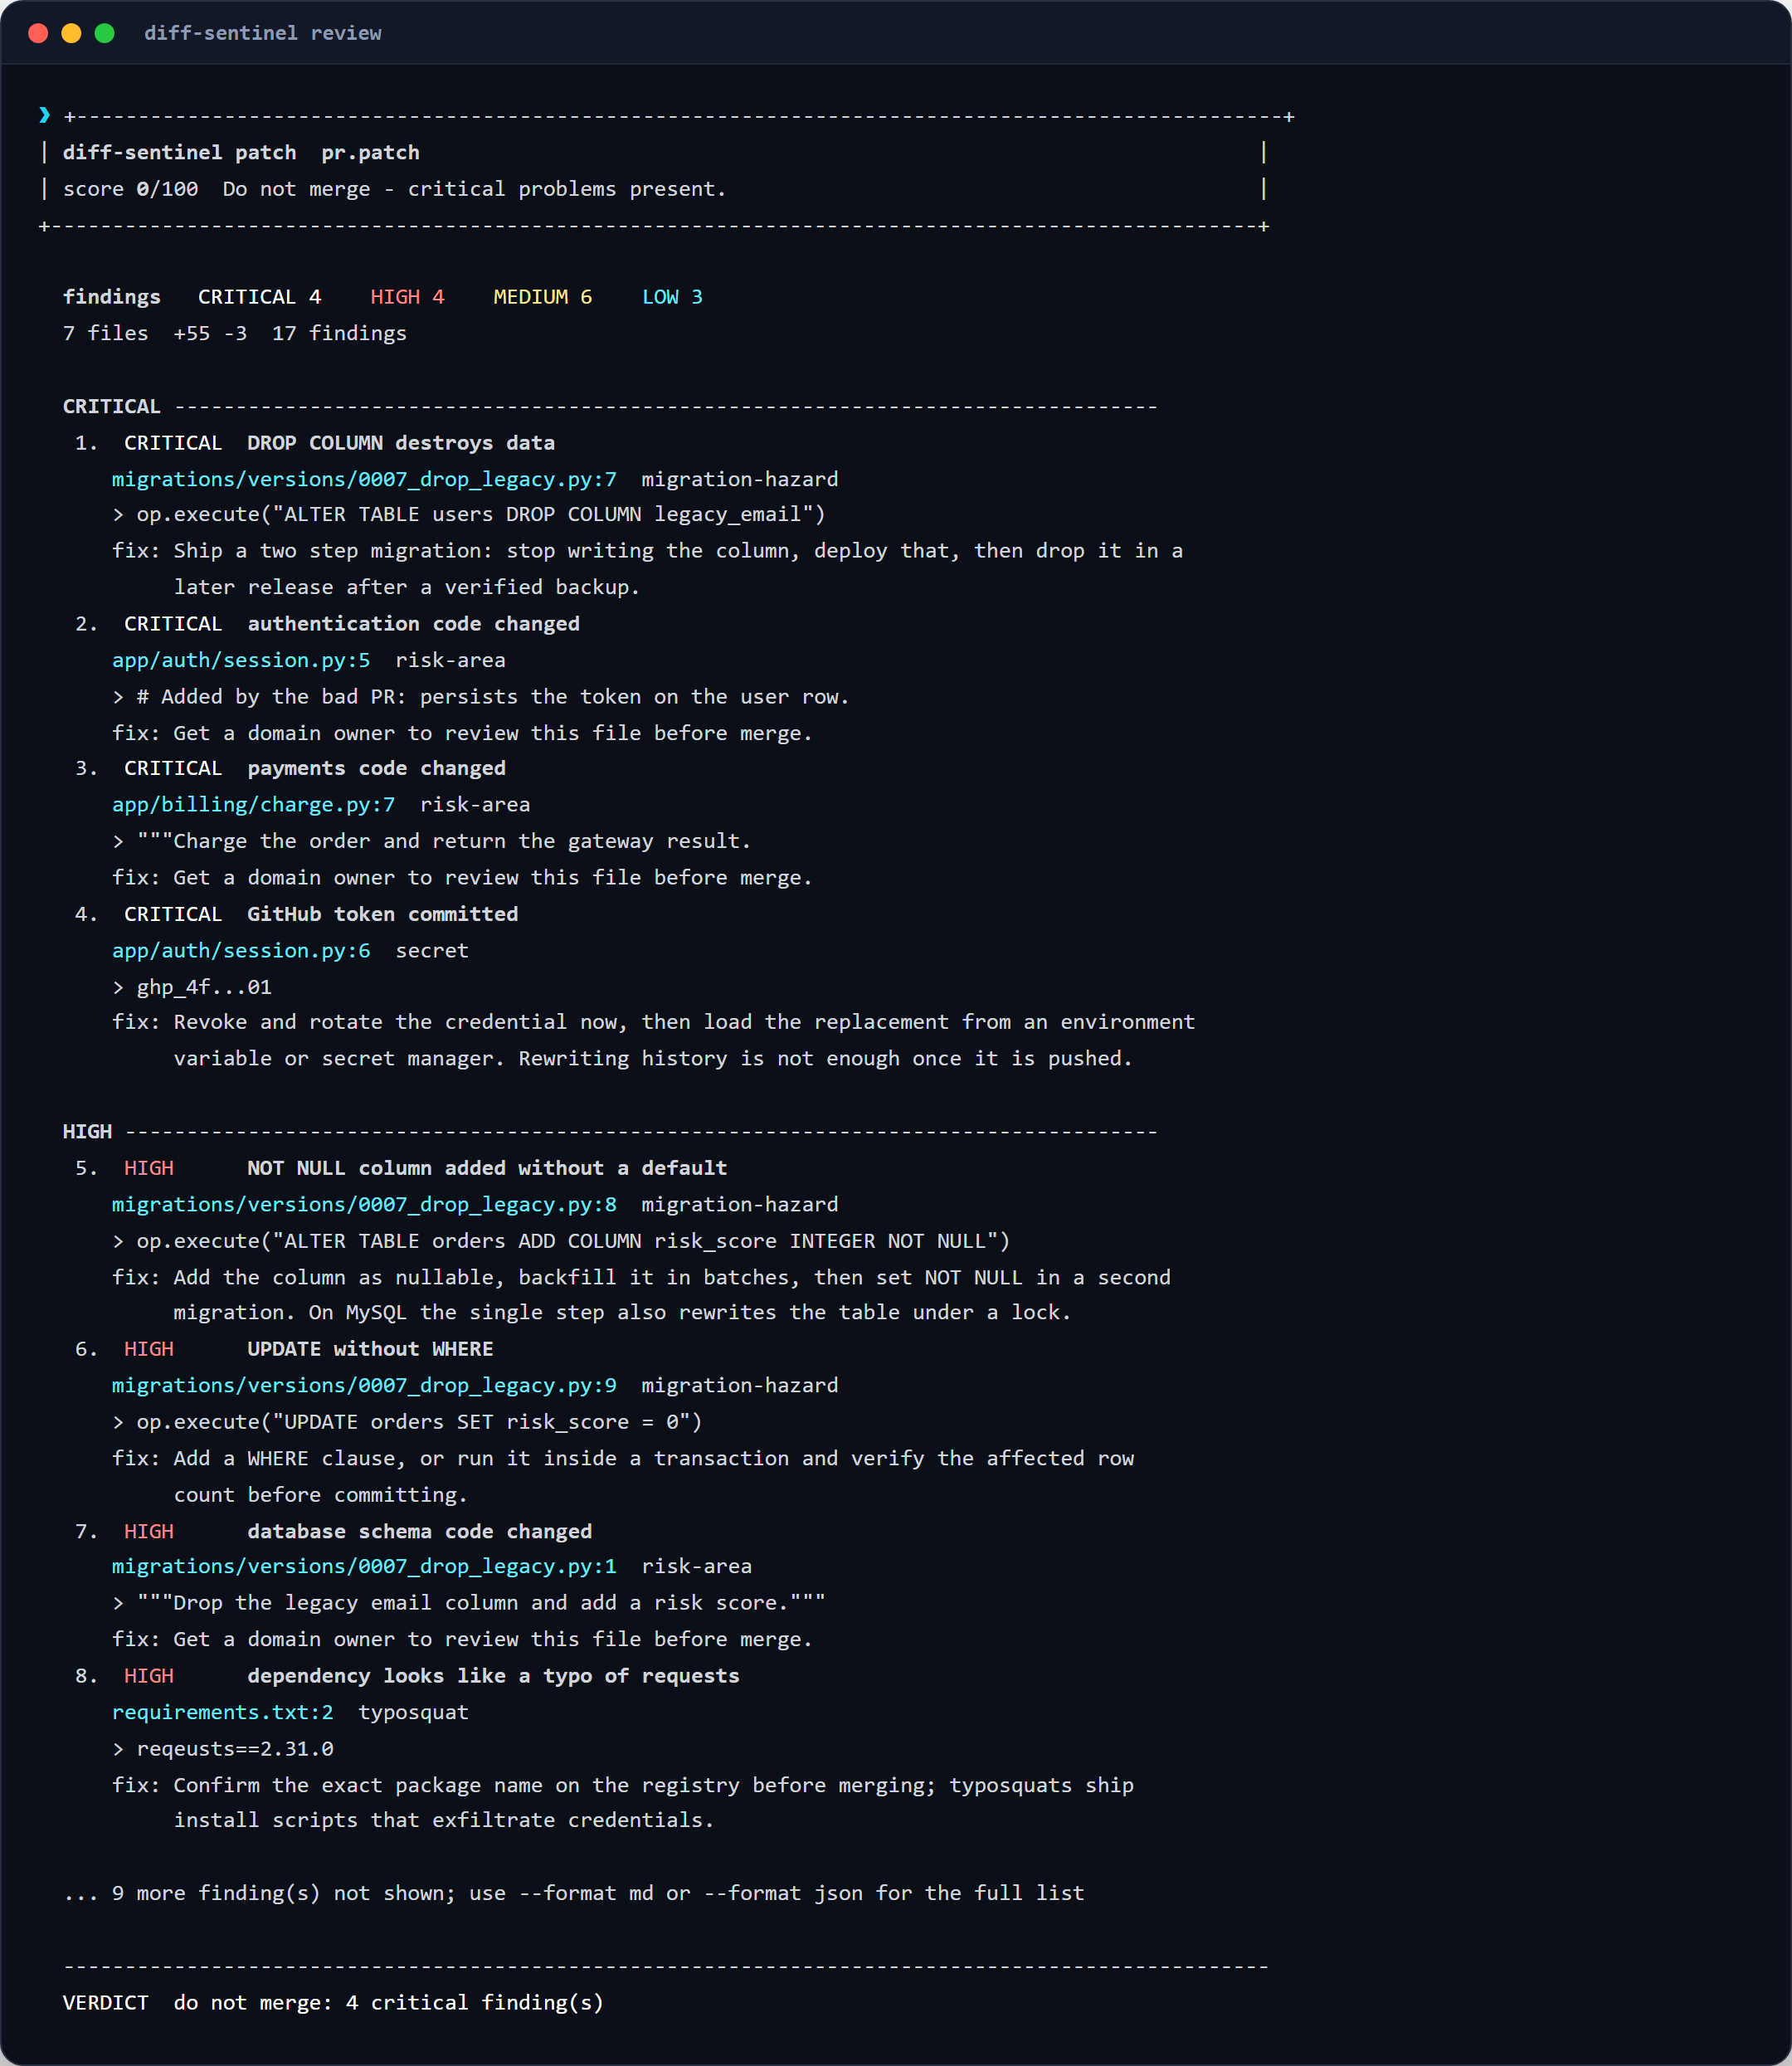 diff-sentinel review
❯ +--------------------------------------------------------------------------------------------------+
| diff-sentinel patch  pr.patch                                                                    |
| score 0/100  Do not merge - critical problems present.                                           |
+--------------------------------------------------------------------------------------------------+
findings   CRITICAL 4    HIGH 4    MEDIUM 6    LOW 3
7 files  +55 -3  17 findings
CRITICAL --------------------------------------------------------------------------------
1.  CRITICAL  DROP COLUMN destroys data
migrations/versions/0007_drop_legacy.py:7  migration-hazard
> op.execute("ALTER TABLE users DROP COLUMN legacy_email")
fix: Ship a two step migration: stop writing the column, deploy that, then drop it in a
later release after a verified backup.
2.  CRITICAL  authentication code changed
app/auth/session.py:5  risk-area
> # Added by the bad PR: persists the token on the user row.
fix: Get a domain owner to review this file before merge.
3.  CRITICAL  payments code changed
app/billing/charge.py:7  risk-area
> """Charge the order and return the gateway result.
fix: Get a domain owner to review this file before merge.
4.  CRITICAL  GitHub token committed
app/auth/session.py:6  secret
> ghp_4f...01
fix: Revoke and rotate the credential now, then load the replacement from an environment
variable or secret manager. Rewriting history is not enough once it is pushed.
HIGH ------------------------------------------------------------------------------------
5.  HIGH      NOT NULL column added without a default
migrations/versions/0007_drop_legacy.py:8  migration-hazard
> op.execute("ALTER TABLE orders ADD COLUMN risk_score INTEGER NOT NULL")
fix: Add the column as nullable, backfill it in batches, then set NOT NULL in a second
migration. On MySQL the single step also rewrites the table under a lock.
6.  HIGH      UPDATE without WHERE
migrations/versions/0007_drop_legacy.py:9  migration-hazard
> op.execute("UPDATE orders SET risk_score = 0")
fix: Add a WHERE clause, or run it inside a transaction and verify the affected row
count before committing.
7.  HIGH      database schema code changed
migrations/versions/0007_drop_legacy.py:1  risk-area
> """Drop the legacy email column and add a risk score."""
fix: Get a domain owner to review this file before merge.
8.  HIGH      dependency looks like a typo of requests
requirements.txt:2  typosquat
> reqeusts==2.31.0
fix: Confirm the exact package name on the registry before merging; typosquats ship
install scripts that exfiltrate credentials.
... 9 more finding(s) not shown; use --format md or --format json for the full list
--------------------------------------------------------------------------------------------------
VERDICT  do not merge: 4 critical finding(s)